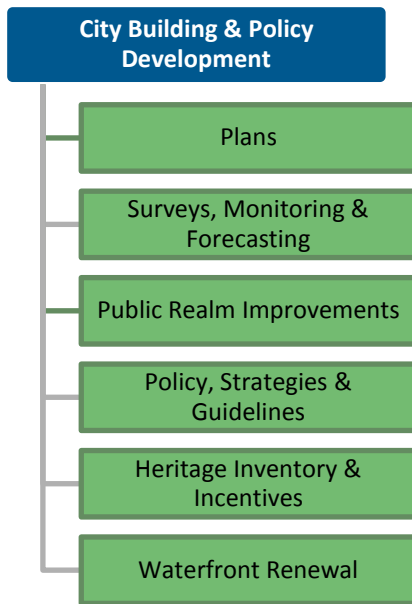 City Building & Policy
Development
Plans
Surveys, Monitoring &
Forecasting
Public Realm Improvements
Policy, Strategies &
Guidelines
Heritage Inventory &
Incentives
Waterfront Renewal